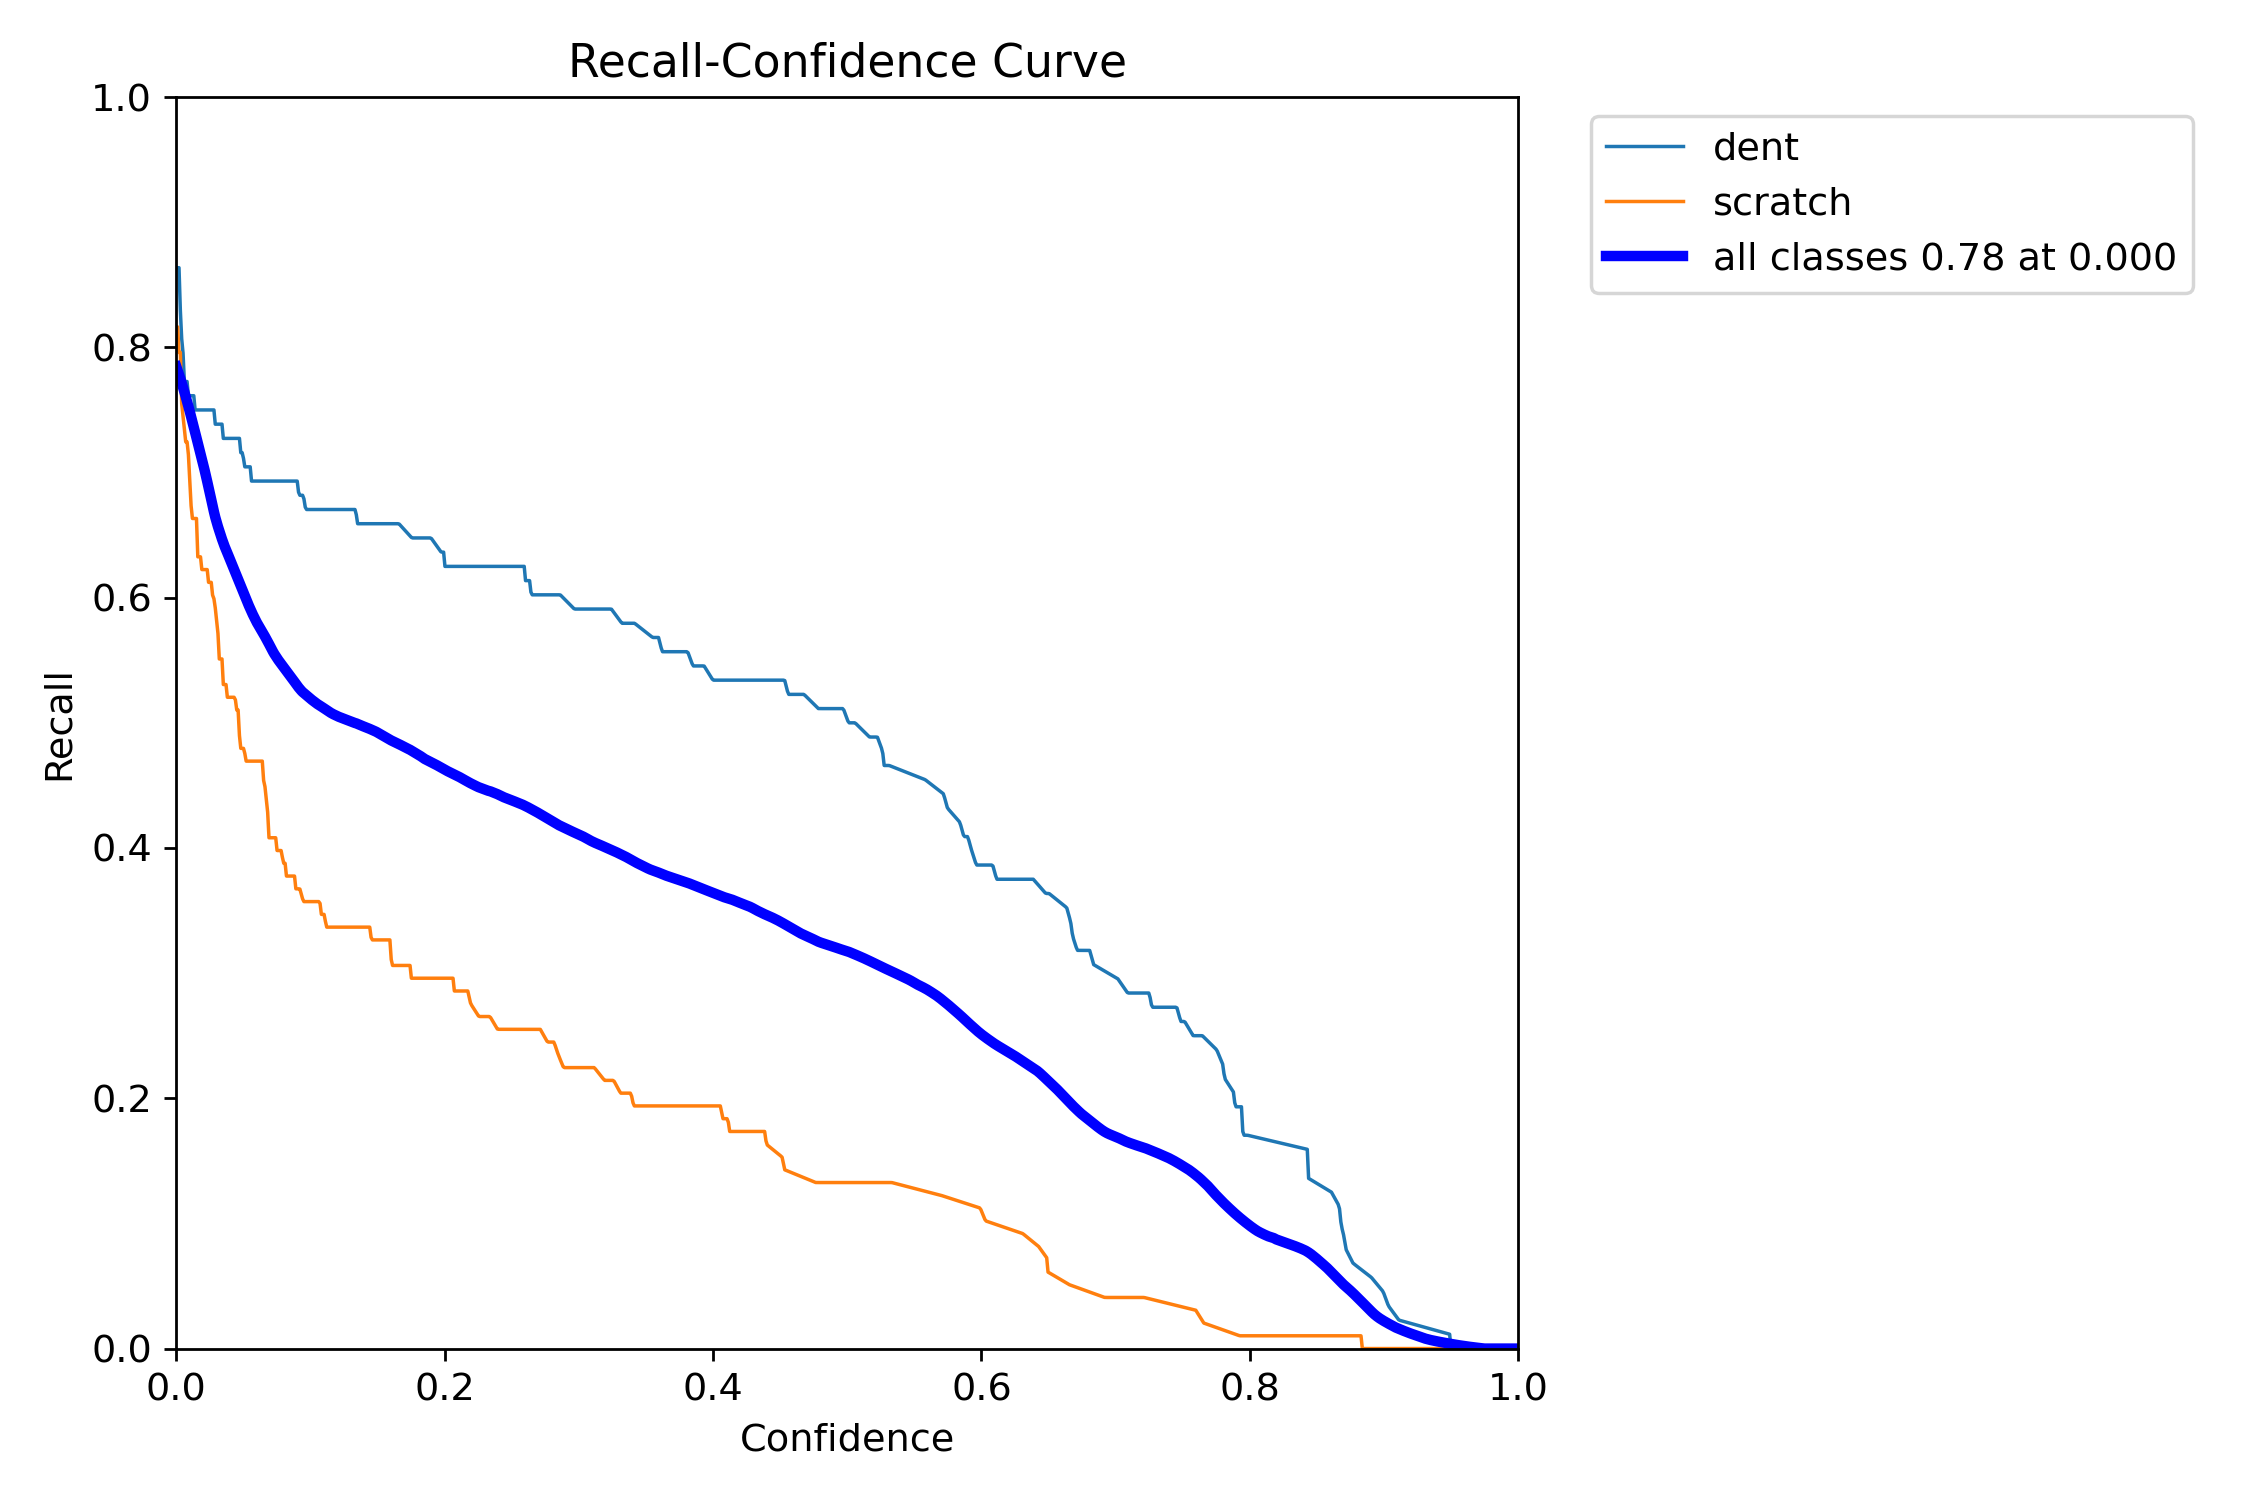 Recall-Confidence Curve
1.0
0.8
0.6
0.4
0.2
0.0
Recall
0.0 0.2 0.4 0.6 0.8 1.0
Confidence
dent
scratch
all classes 0.78 at 0.000